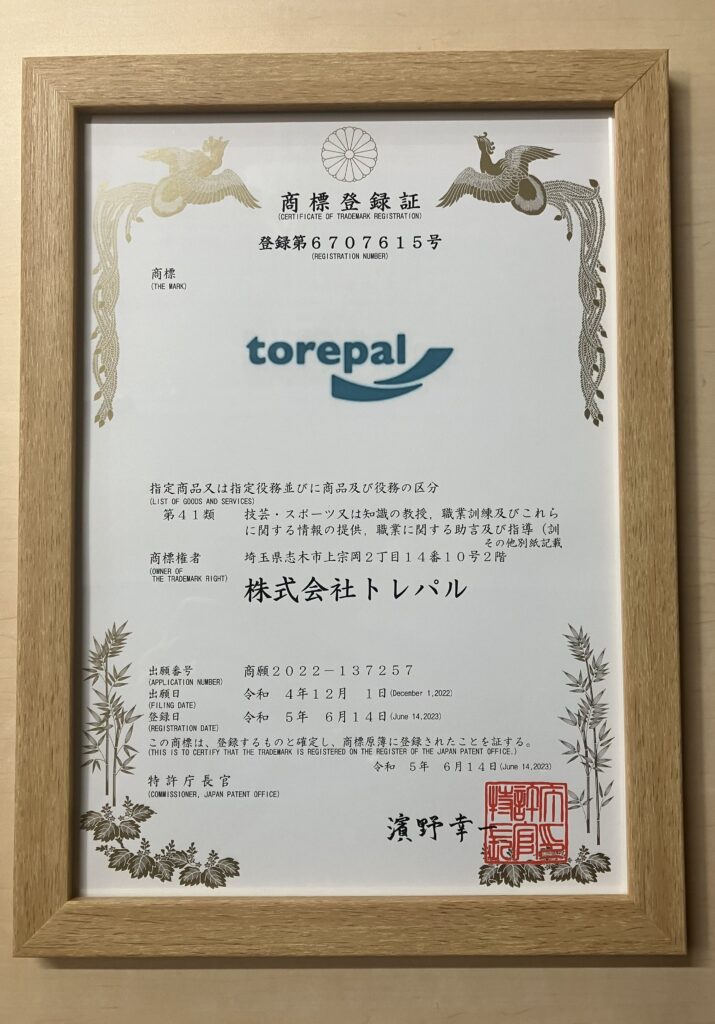 商標登録証
(CERTIFICATE OF TRADEMARK REGISTRATION)
登録第6707615号
(REGISTRATION NUMBER)
商標
(THE MARK)
torepal
指定商品又は指定役務並びに商品及び役務の区分
(LIST OF GOODS AND SERVICES)
第41類 技芸・スポーツ又は知識の教授，職業訓練及びこれら
に関する情報の提供，職業に関する助言及び指導（訓
その他別紙記載
商標権者 埼玉県志木市上宗岡2丁目14番10号2階
(OWNER OF
THE TRADEMARK RIGHT)
株式会社トレパル
出願番号 商願2022－137257
(APPLICATION NUMBER)
出願日 令和 4年12月 1日(December 1,2022)
(FILING DATE)
登録日 令和 5年 6月14日(June 14,2023)
(REGISTRATION DATE)
この商標は、登録するものと確定し、商標原簿に登録されたことを証する。
(THIS IS TO CERTIFY THAT THE TRADEMARK IS REGISTERED ON THE REGISTER OF THE JAPAN PATENT OFFICE.)
令和 5年 6月14日(June 14,2023)
特許庁長官
(COMMISSIONER, JAPAN PATENT OFFICE)
濱野幸一
特許庁長官之印